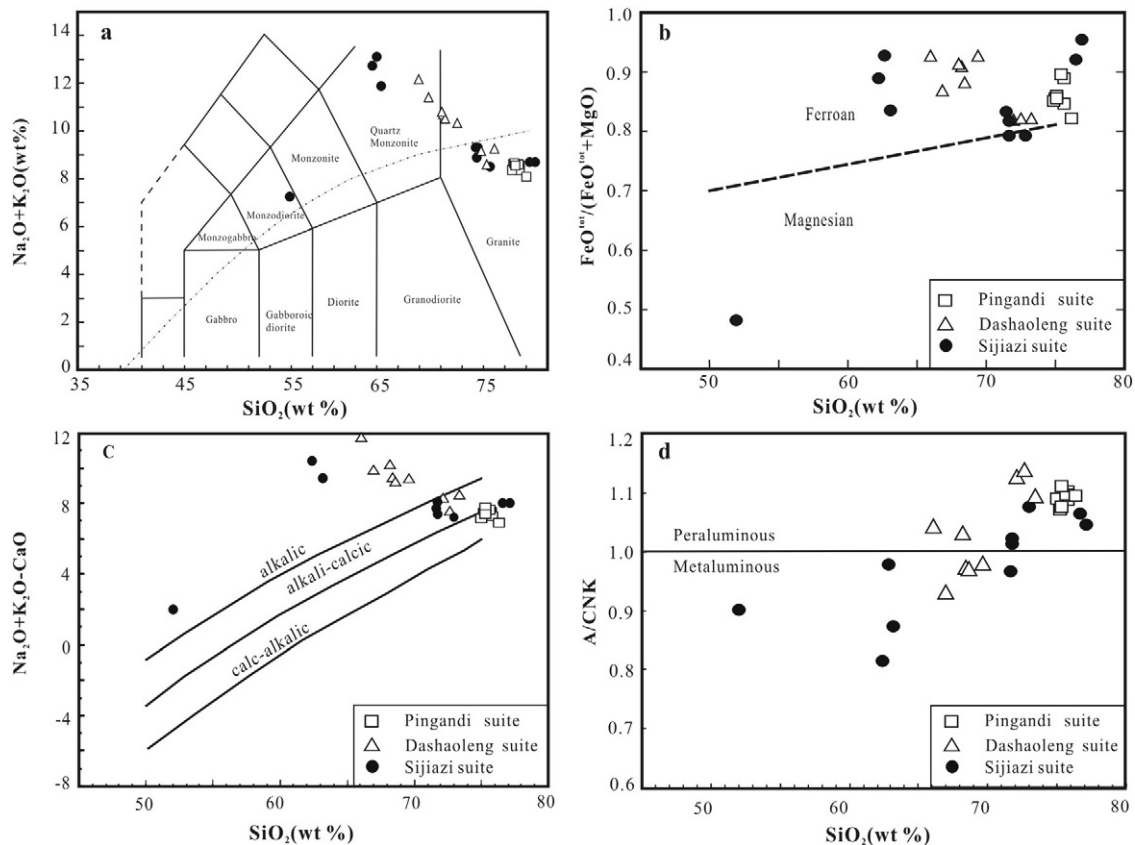 a
Na₂O+K₂O(wt%)
14
12
10
8
6
4
2
0
Quartz
Monzonite
Monzonite
Monzodiorite
Monzogabbro
Granite
Gabbro
Gabboroic
diorite
Diorite
Granodiorite
35 45 55 65 75
SiO₂(wt %)
b
FeOᵗᵒᵗ/(FeOᵗᵒᵗ+MgO)
1.0
0.9
0.8
0.7
0.6
0.5
0.4
Ferroan
Magnesian
Pingandi suite
Dashaoleng suite
Sijiazi suite
50 60 70 80
SiO₂(wt %)
C
Na₂O+K₂O-CaO
12
8
4
0
-4
-8
alkalic
alkali-calcic
calc-alkalic
Pingandi suite
Dashaoleng suite
Sijiazi suite
50 60 70 80
SiO₂(wt %)
d
A/CNK
1.2
1.1
1.0
0.9
0.8
0.7
0.6
Peraluminous
Metaluminous
Pingandi suite
Dashaoleng suite
Sijiazi suite
50 60 70 80
SiO₂(wt %)